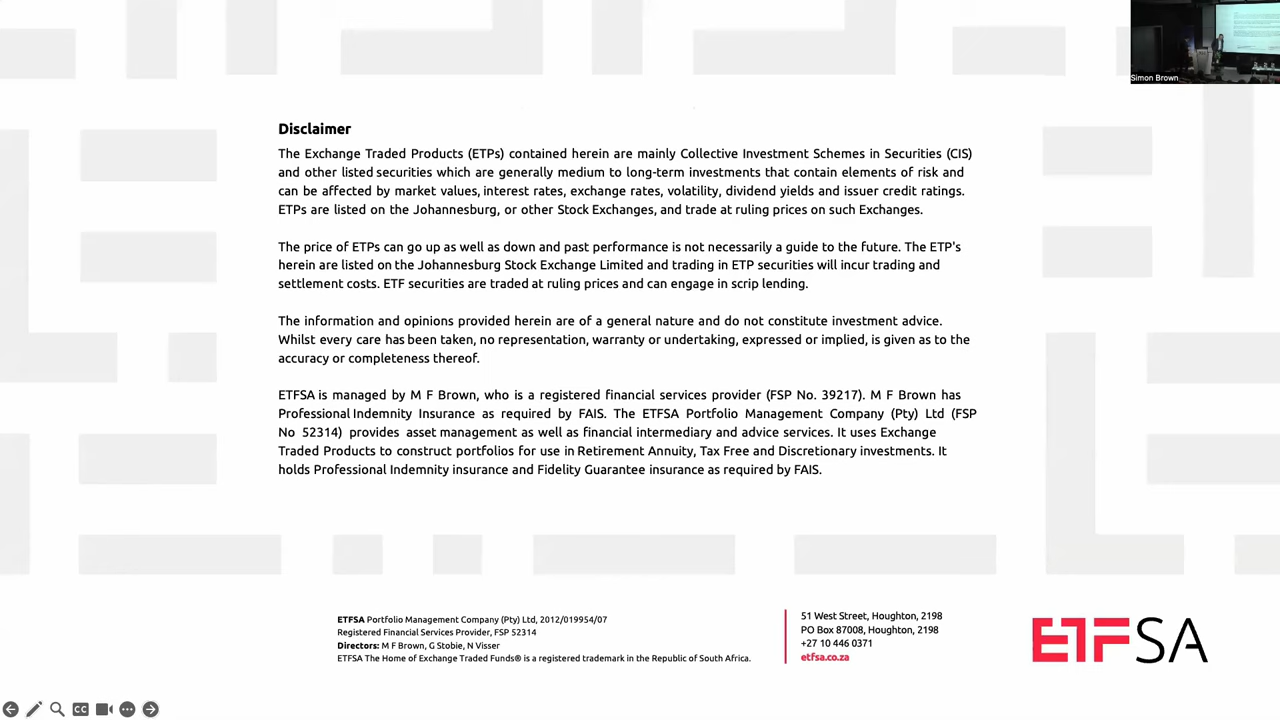 Simon Brown
Disclaimer
The Exchange Traded Products (ETPs) contained herein are mainly Collective Investment Schemes in Securities (CIS)
and other listed securities which are generally medium to long-term investments that contain elements of risk and
can be affected by market values, interest rates, exchange rates, volatility, dividend yields and issuer credit ratings.
ETPs are listed on the Johannesburg, or other Stock Exchanges, and trade at ruling prices on such Exchanges.
The price of ETPs can go up as well as down and past performance is not necessarily a guide to the future. The ETP's
herein are listed on the Johannesburg Stock Exchange Limited and trading in ETP securities will incur trading and
settlement costs. ETF securities are traded at ruling prices and can engage in scrip lending.
The information and opinions provided herein are of a general nature and do not constitute investment advice.
Whilst every care has been taken, no representation, warranty or undertaking, expressed or implied, is given as to the
accuracy or completeness thereof.
ETFSA is managed by M F Brown, who is a registered financial services provider (FSP No. 39217). M F Brown has
Professional Indemnity Insurance as required by FAIS. The ETFSA Portfolio Management Company (Pty) Ltd (FSP
No 52314) provides asset management as well as financial intermediary and advice services. It uses Exchange
Traded Products to construct portfolios for use in Retirement Annuity, Tax Free and Discretionary investments. It
holds Professional Indemnity insurance and Fidelity Guarantee insurance as required by FAIS.
ETFSA Portfolio Management Company (Pty) Ltd, 2012/019954/07
Registered Financial Services Provider, FSP 52314
Directors: M F Brown, G Stobie, N Visser
ETFSA The Home of Exchange Traded Funds® is a registered trademark in the Republic of South Africa.
51 West Street, Houghton, 2198
PO Box 87008, Houghton, 2198
+27 10 446 0371
etfsa.co.za
ETFSA
CC